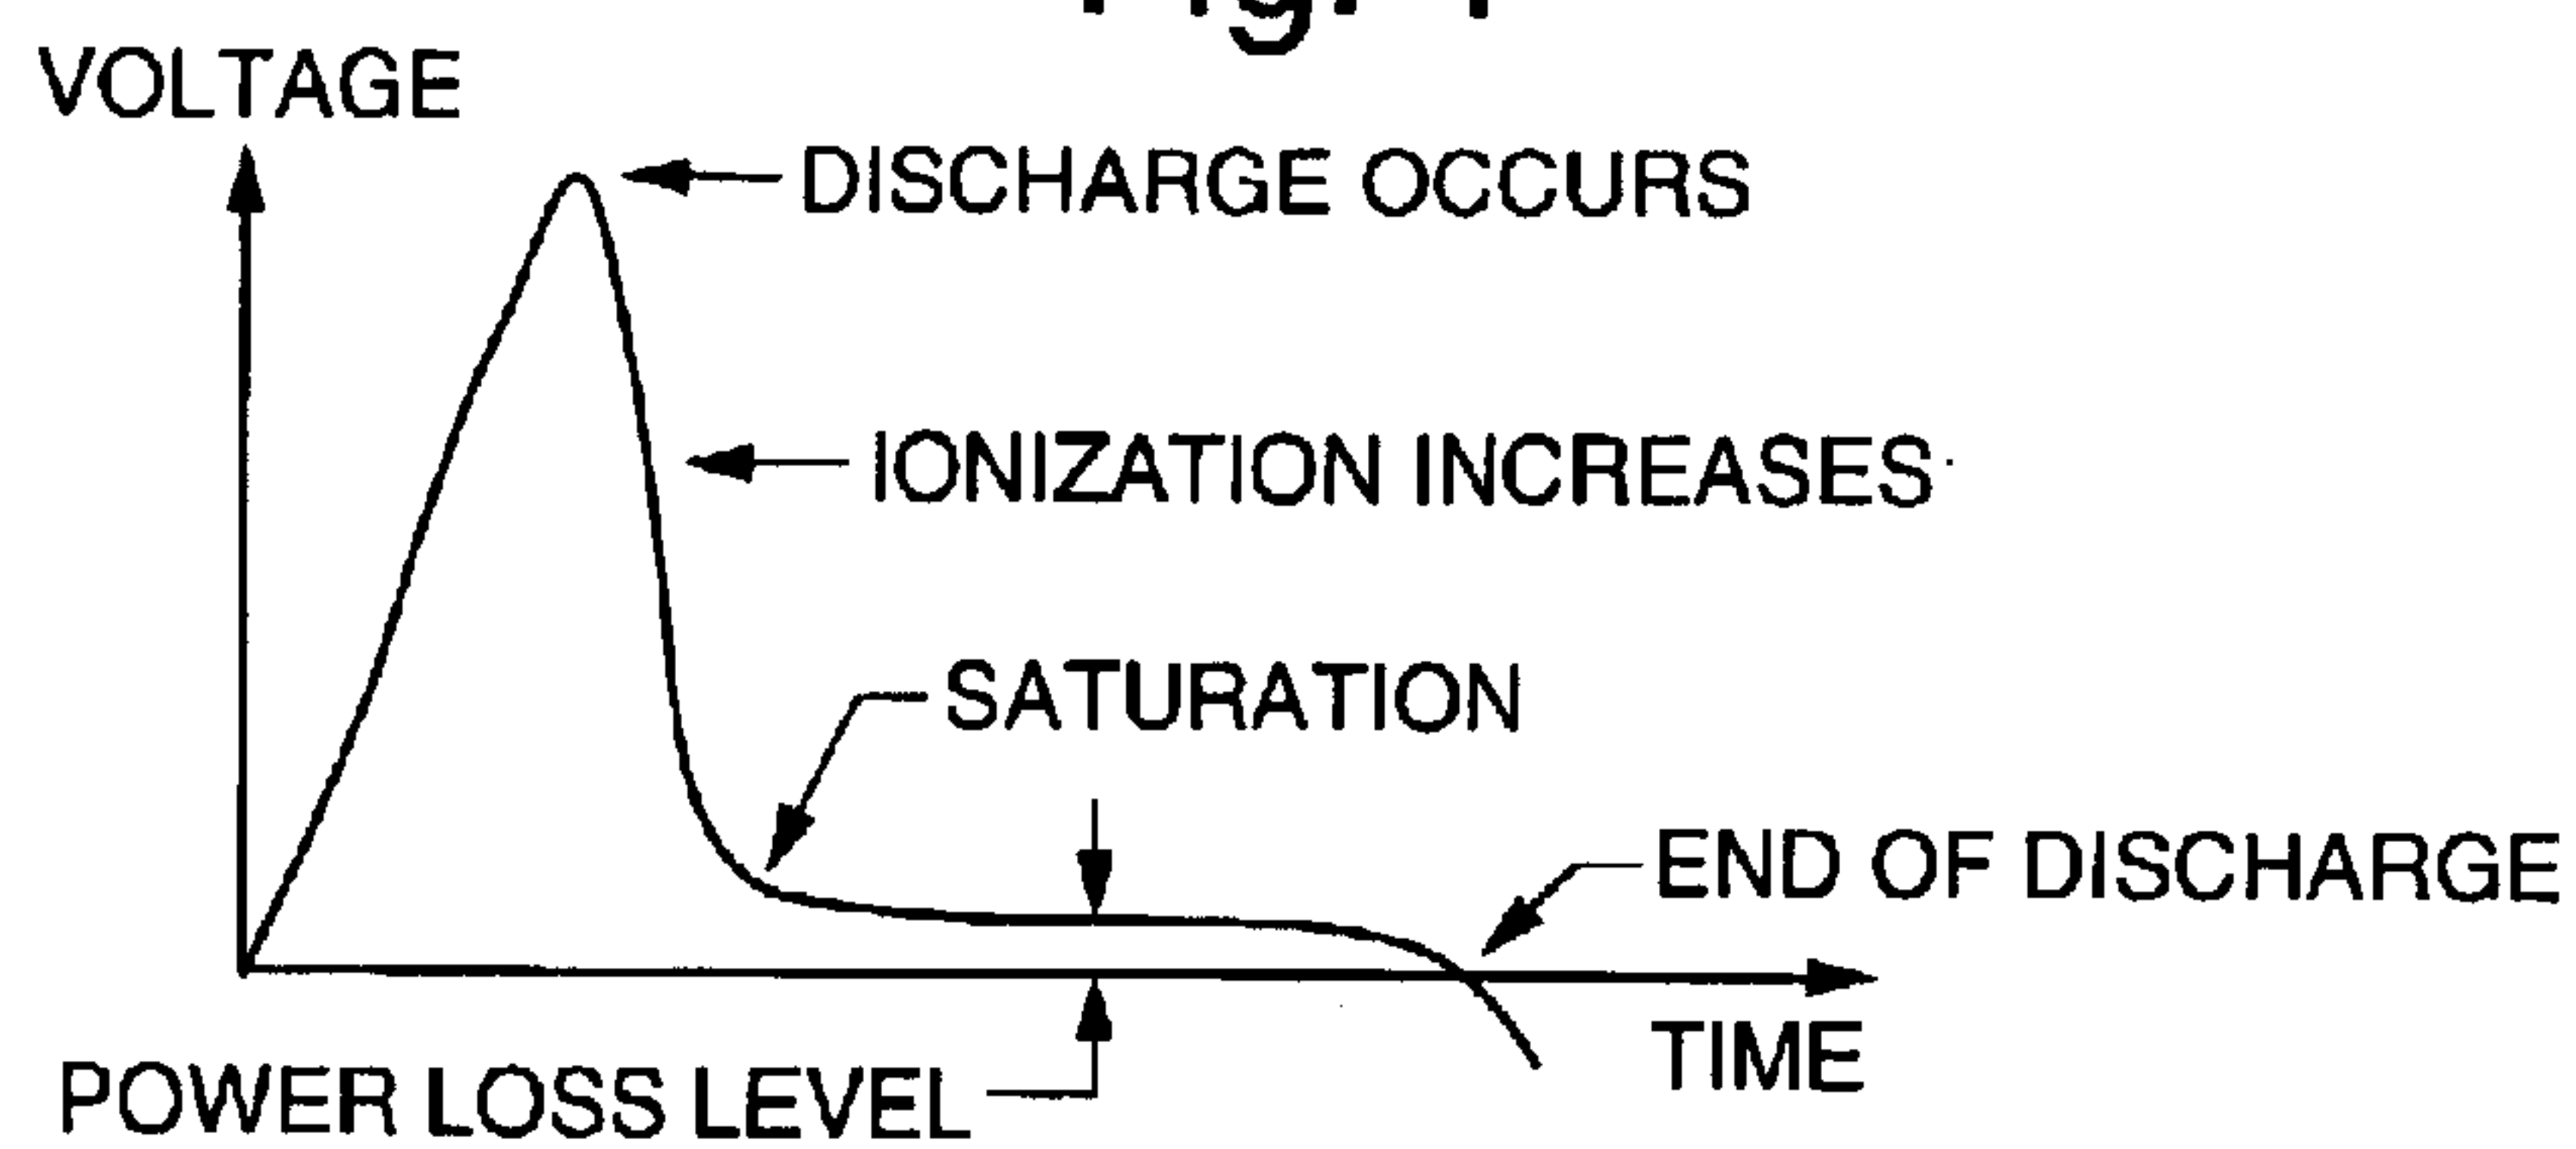 VOLTAGE
DISCHARGE OCCURS
IONIZATION INCREASES
SATURATION
END OF DISCHARGE
TIME
POWER LOSS LEVEL